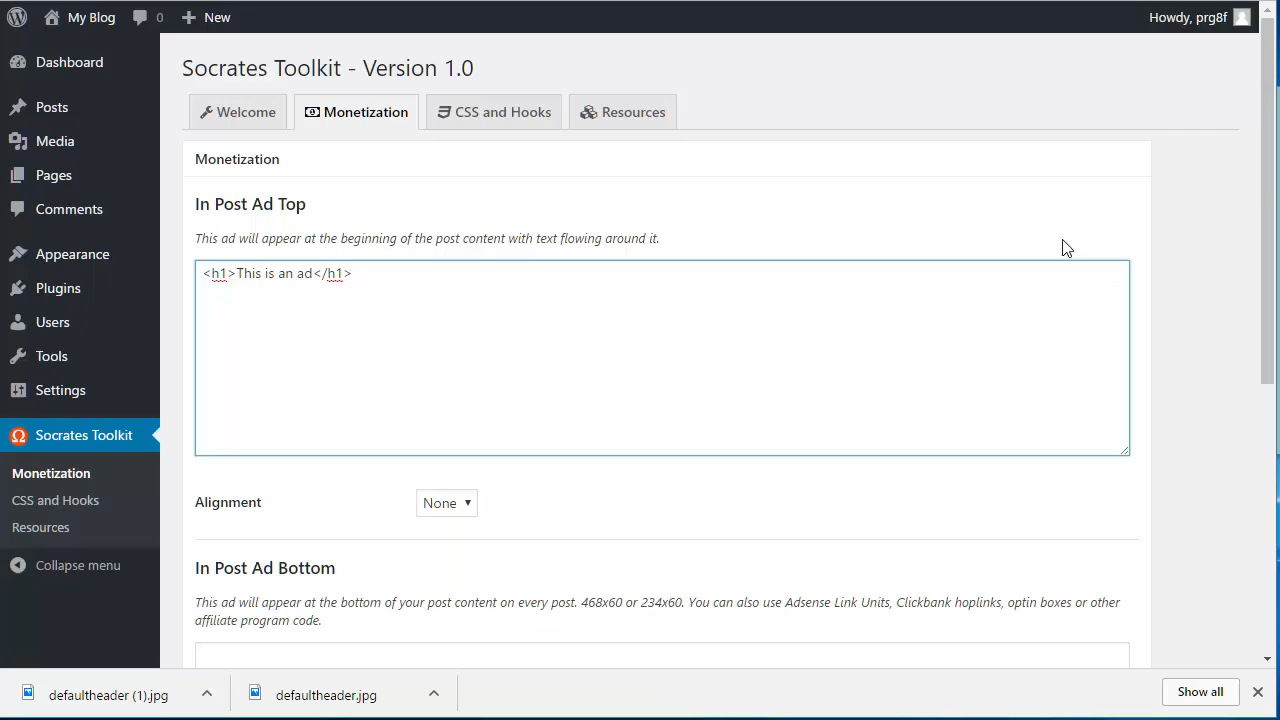 My Blog 0 New Howdy, prg8f
Dashboard
Posts
Media
Pages
Comments
Appearance
Plugins
Users
Tools
Settings
Socrates Toolkit
Monetization
CSS and Hooks
Resources
Collapse menu
Socrates Toolkit - Version 1.0
Welcome Monetization CSS and Hooks Resources
Monetization
In Post Ad Top
This ad will appear at the beginning of the post content with text flowing around it.
<h1>This is an ad</h1>
Alignment None
In Post Ad Bottom
This ad will appear at the bottom of your post content on every post. 468x60 or 234x60. You can also use Adsense Link Units, Clickbank hoplinks, optin boxes or other
affiliate program code.
defaultheader (1).jpg defaultheader.jpg Show all